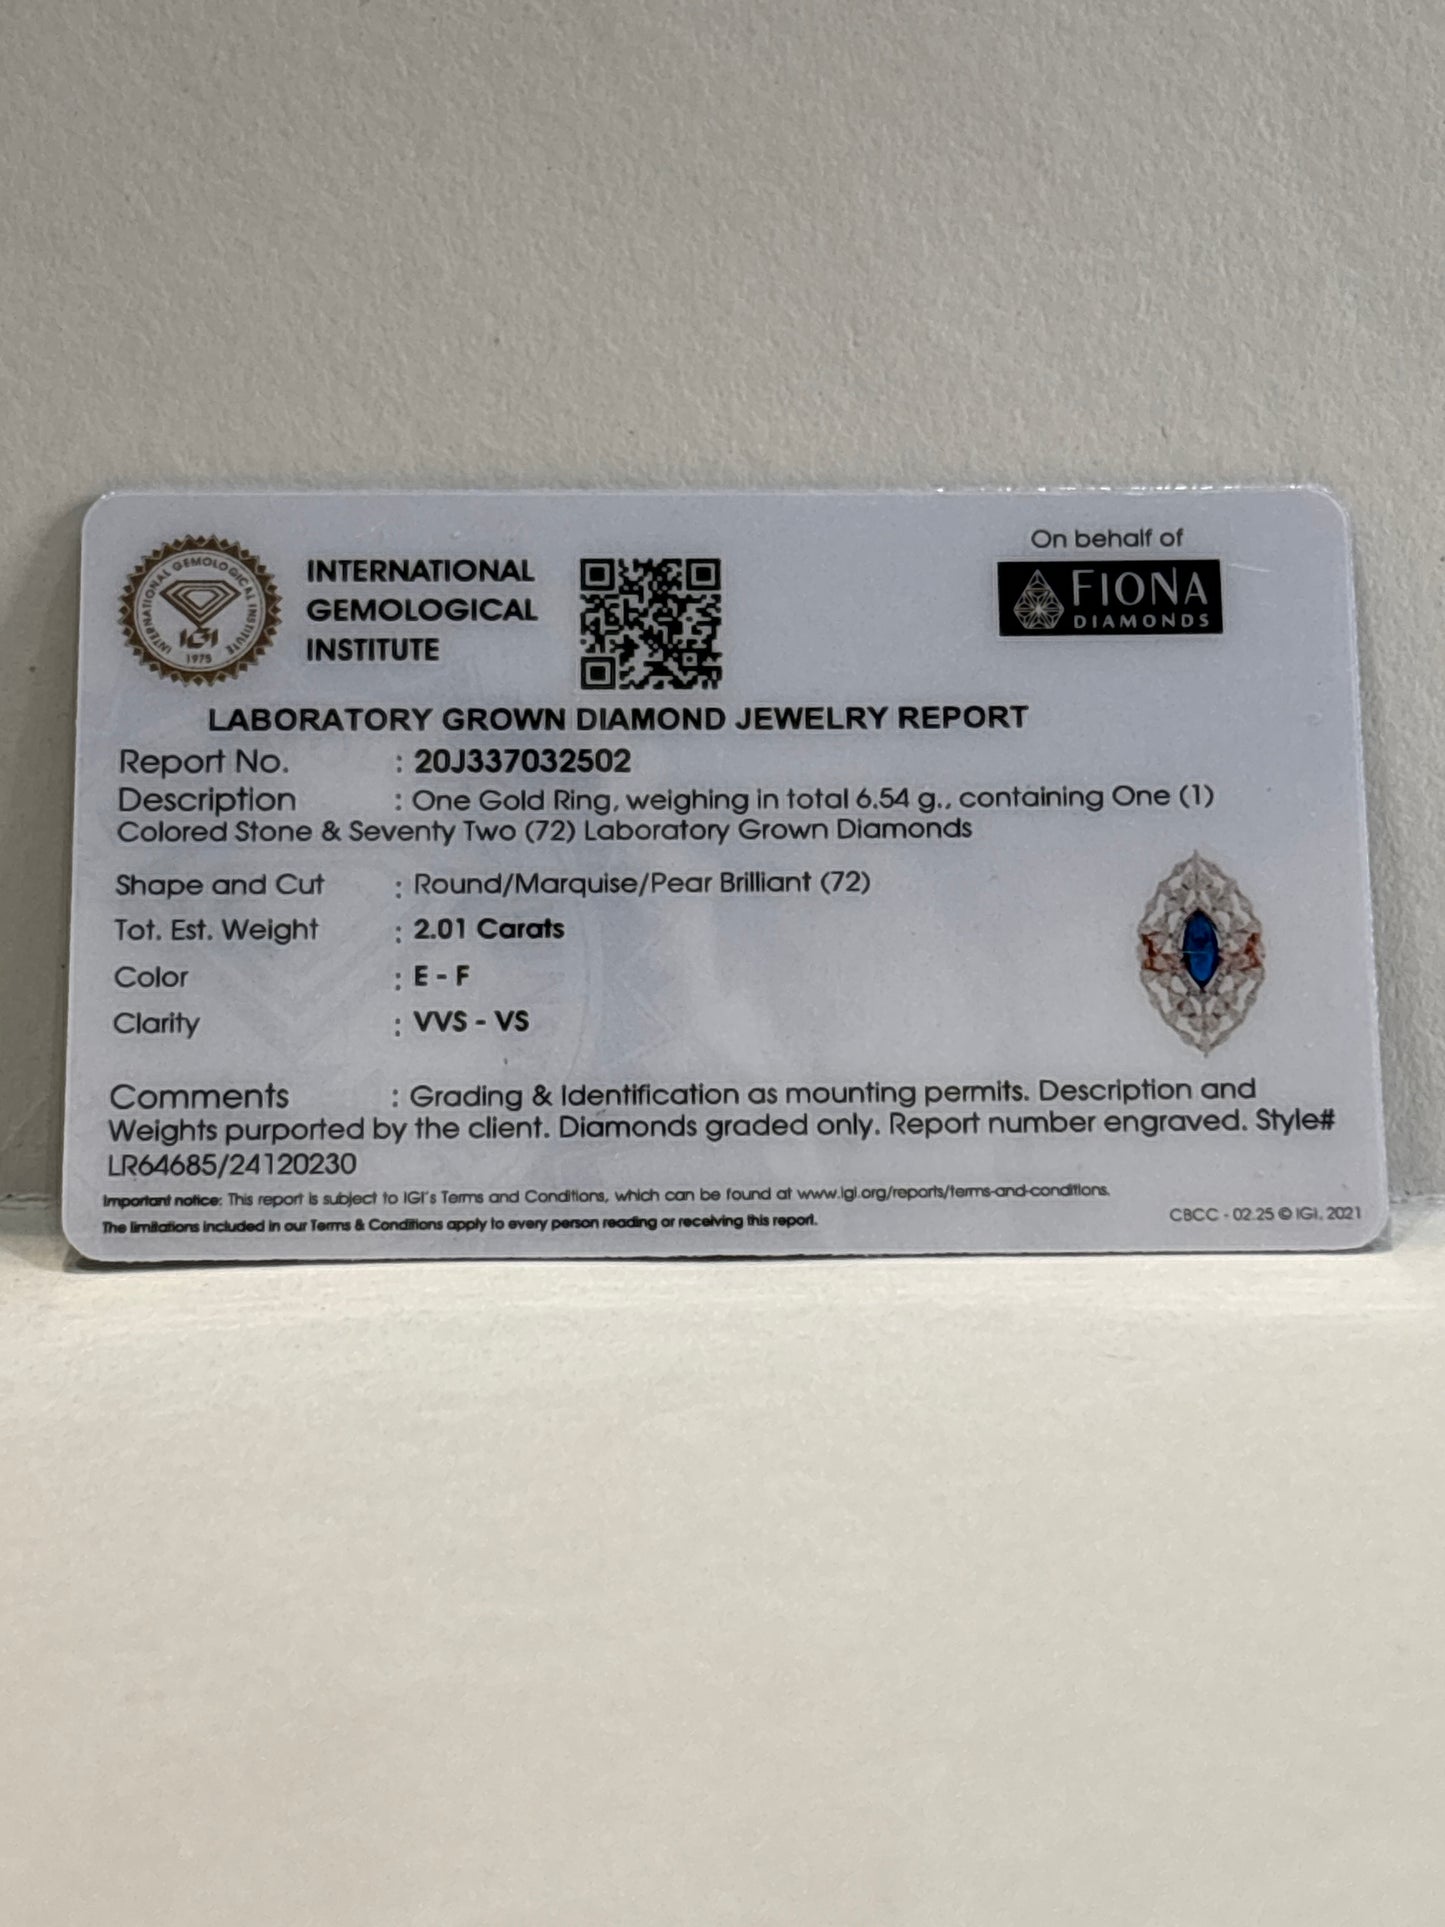 INTERNATIONAL GEMOLOGICAL INSTITUTE
IGI
1975
INTERNATIONAL
GEMOLOGICAL
INSTITUTE
On behalf of
FIONA
DIAMONDS
LABORATORY GROWN DIAMOND JEWELRY REPORT
Report No. : 20J337032502
Description : One Gold Ring, weighing in total 6.54 g., containing One (1)
Colored Stone & Seventy Two (72) Laboratory Grown Diamonds
Shape and Cut : Round/Marquise/Pear Brilliant (72)
Tot. Est. Weight : 2.01 Carats
Color : E - F
Clarity : VVS - VS
Comments : Grading & Identification as mounting permits. Description and
Weights purported by the client. Diamonds graded only. Report number engraved. Style#
LR64685/24120230
Important notice: This report is subject to IGI's Terms and Conditions, which can be found at www.igi.org/reports/terms-and-conditions.
The limitations included in our Terms & Conditions apply to every person reading or receiving this report.
CBCC - 02.25 © IGI, 2021